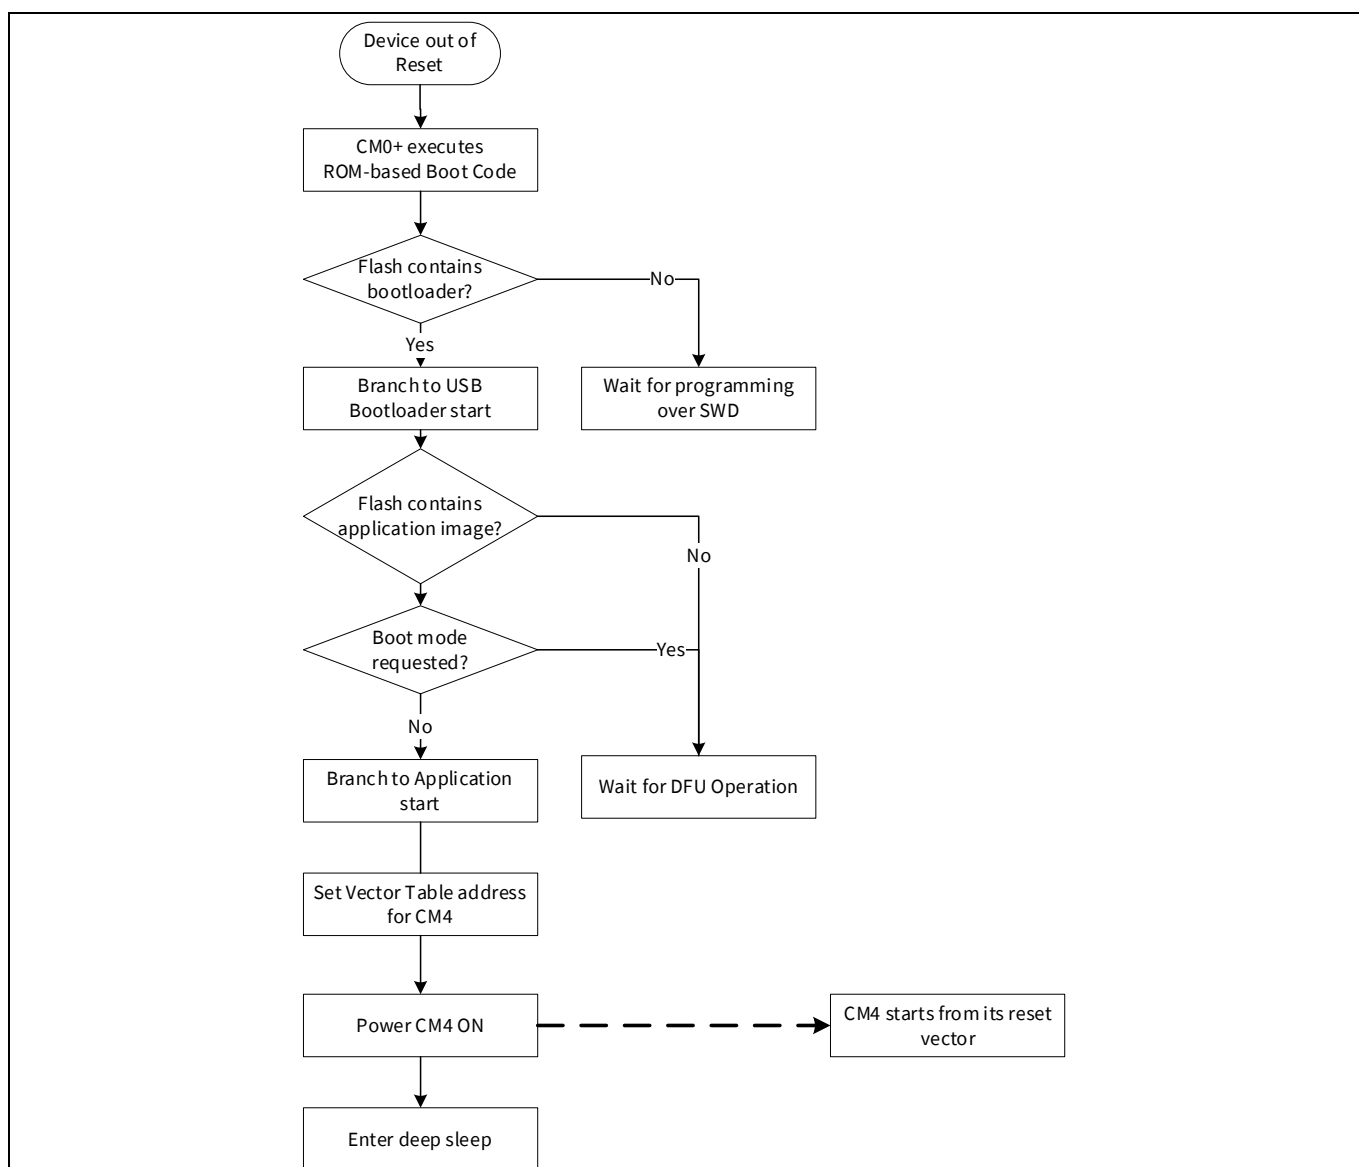 Device out of
Reset
CM0+ executes
ROM-based Boot Code
Flash contains
bootloader?
No
Yes
Branch to USB
Bootloader start
Wait for programming
over SWD
Flash contains
application image?
No
Boot mode
requested?
Yes
No
Branch to Application
start
Wait for DFU Operation
Set Vector Table address
for CM4
Power CM4 ON
CM4 starts from its reset
vector
Enter deep sleep